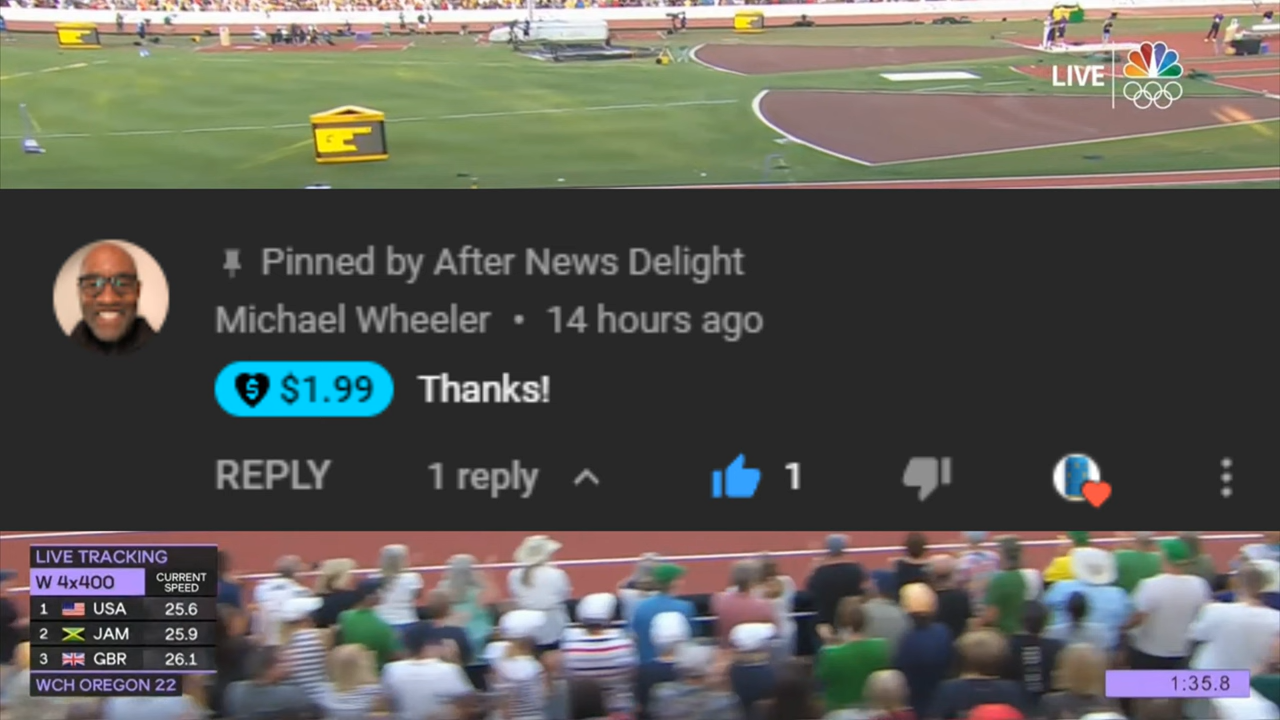 LIVE
Pinned by After News Delight
Michael Wheeler • 14 hours ago
$1.99 Thanks!
REPLY 1 reply 1
LIVE TRACKING
W 4x400 CURRENT SPEED
1 USA 25.6
2 JAM 25.9
3 GBR 26.1
WCH OREGON 22
1:35.8